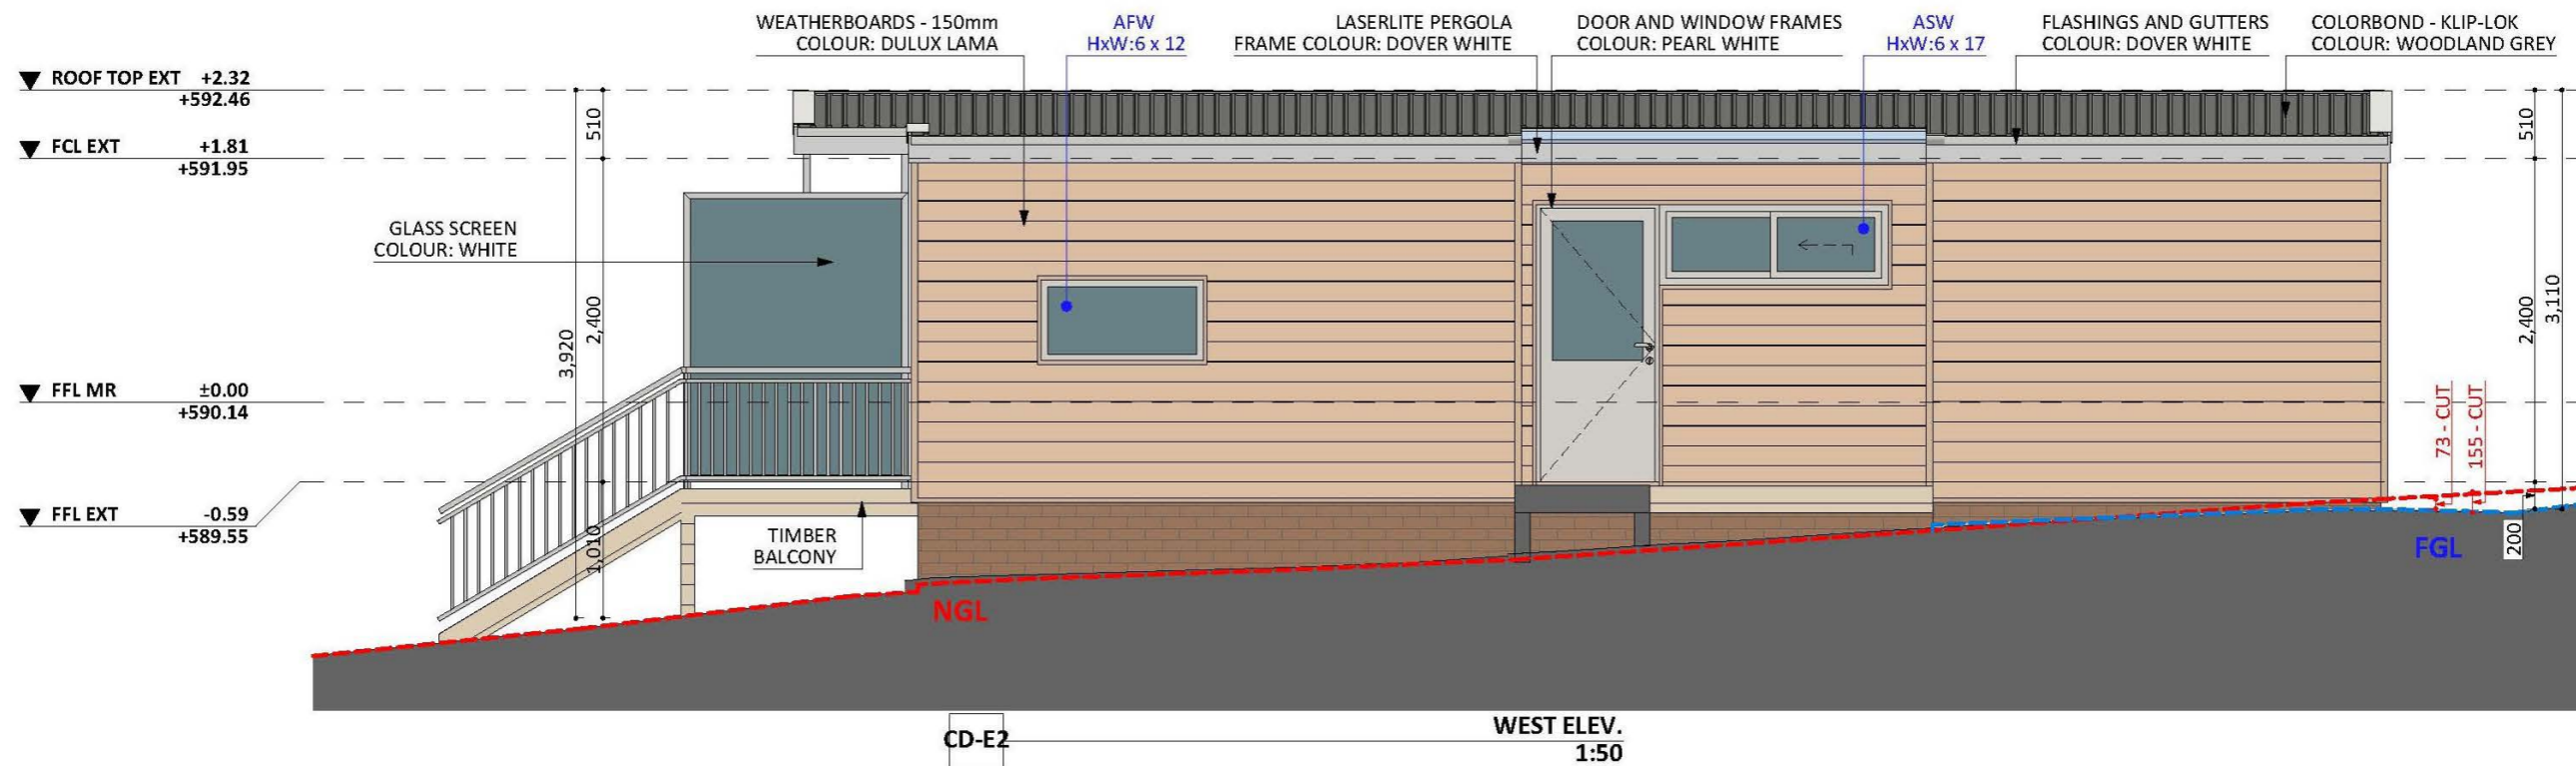 WEATHERBOARDS - 150mm
COLOUR: DULUX LAMA
AFW
HxW:6 x 12
LASERLITE PERGOLA
FRAME COLOUR: DOVER WHITE
DOOR AND WINDOW FRAMES
COLOUR: PEARL WHITE
ASW
HxW:6 x 17
FLASHINGS AND GUTTERS
COLOUR: DOVER WHITE
COLORBOND - KLIP-LOK
COLOUR: WOODLAND GREY
ROOF TOP EXT +2.32
+592.46
FCL EXT +1.81
+591.95
GLASS SCREEN
COLOUR: WHITE
FFL MR ±0.00
+590.14
FFL EXT -0.59
+589.55
510
2,400
3,920
1,010
TIMBER
BALCONY
NGL
510
2,400
3,110
73 - CUT
155 - CUT
FGL
200
CD-E2
WEST ELEV.
1:50